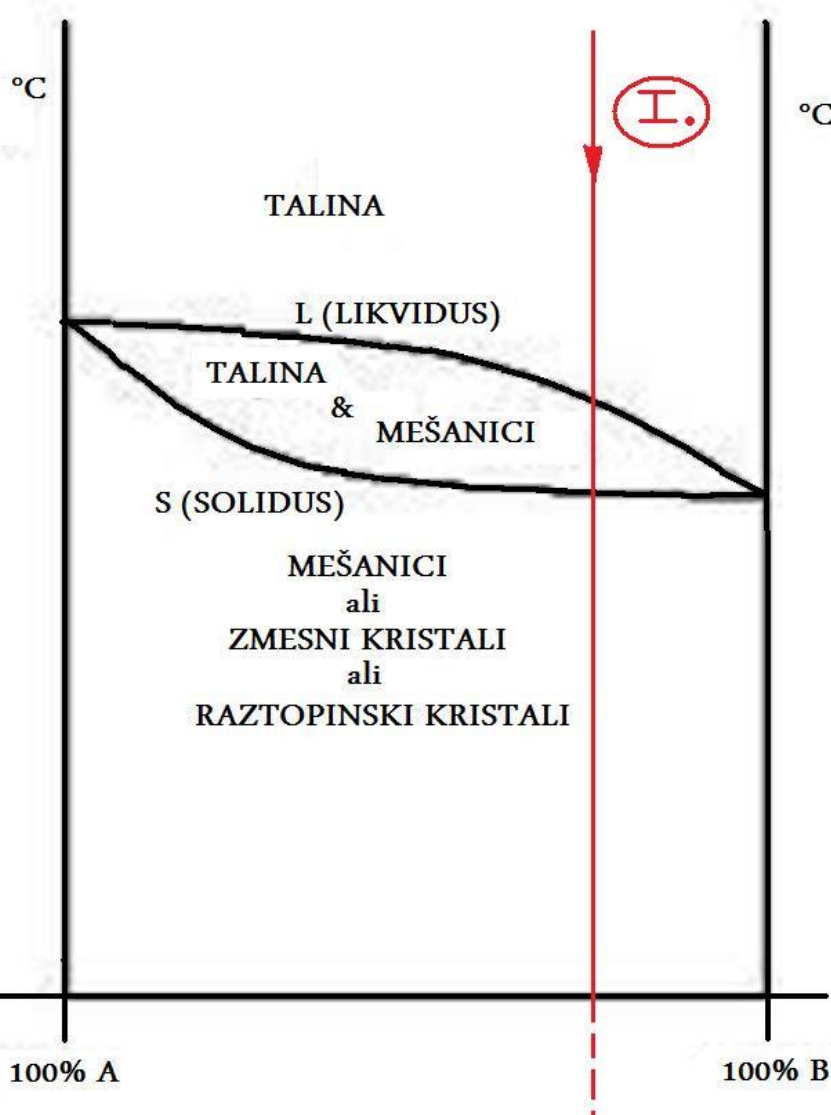 °C
I.
°C
TALINA
L (LIKVIDUS)
TALINA
&
MEŠANICI
S (SOLIDUS)
MEŠANICI
ali
ZMESNI KRISTALI
ali
RAZTOPINSKI KRISTALI
100% A
100% B